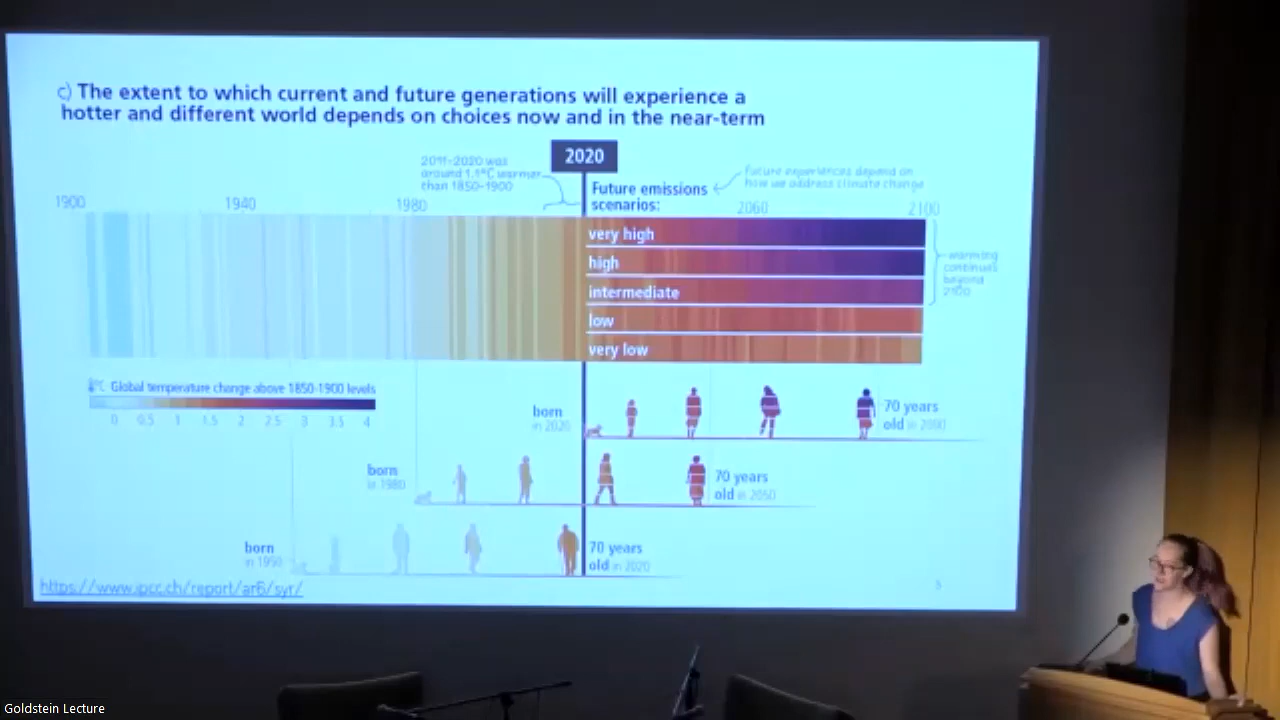 c) The extent to which current and future generations will experience a
hotter and different world depends on choices now and in the near-term
2011-2020 was
around 1.1°C warmer
than 1850-1900
2020
future experiences depend on
how we address climate change
Future emissions
scenarios:
1900
1940
1980
2060
2100
very high
high
intermediate
low
very low
warming
continues
beyond
2100
°C Global temperature change above 1850-1900 levels
0 0.5 1 1.5 2 2.5 3 3.5 4
born
in 2020
70 years
old in 2090
born
in 1980
70 years
old in 2050
born
in 1950
70 years
old in 2020
https://www.ipcc.ch/report/ar6/syr/
5
Goldstein Lecture